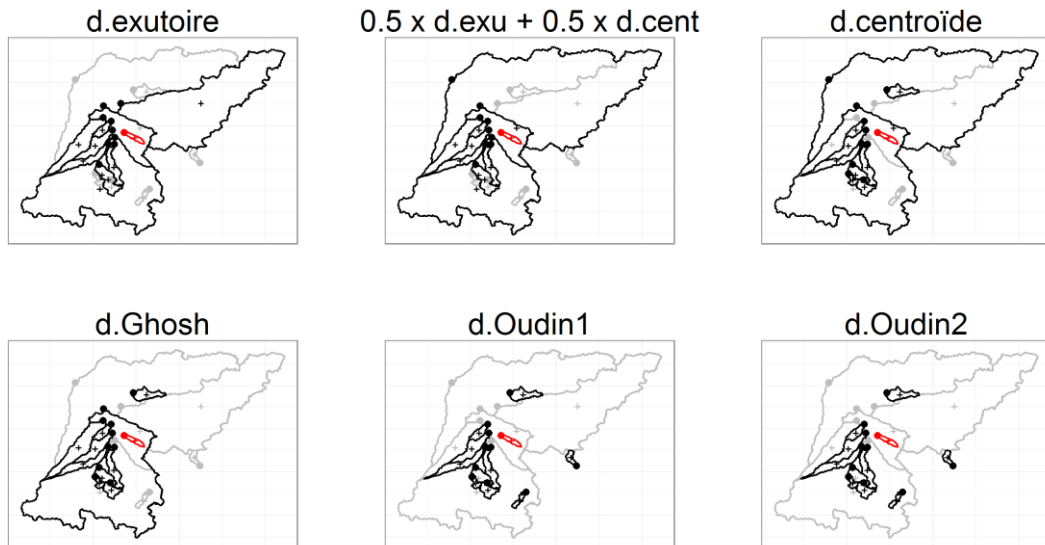 d.exutoire
0.5 x d.exu + 0.5 x d.cent
d.centroïde
d.Ghosh
d.Oudin1
d.Oudin2